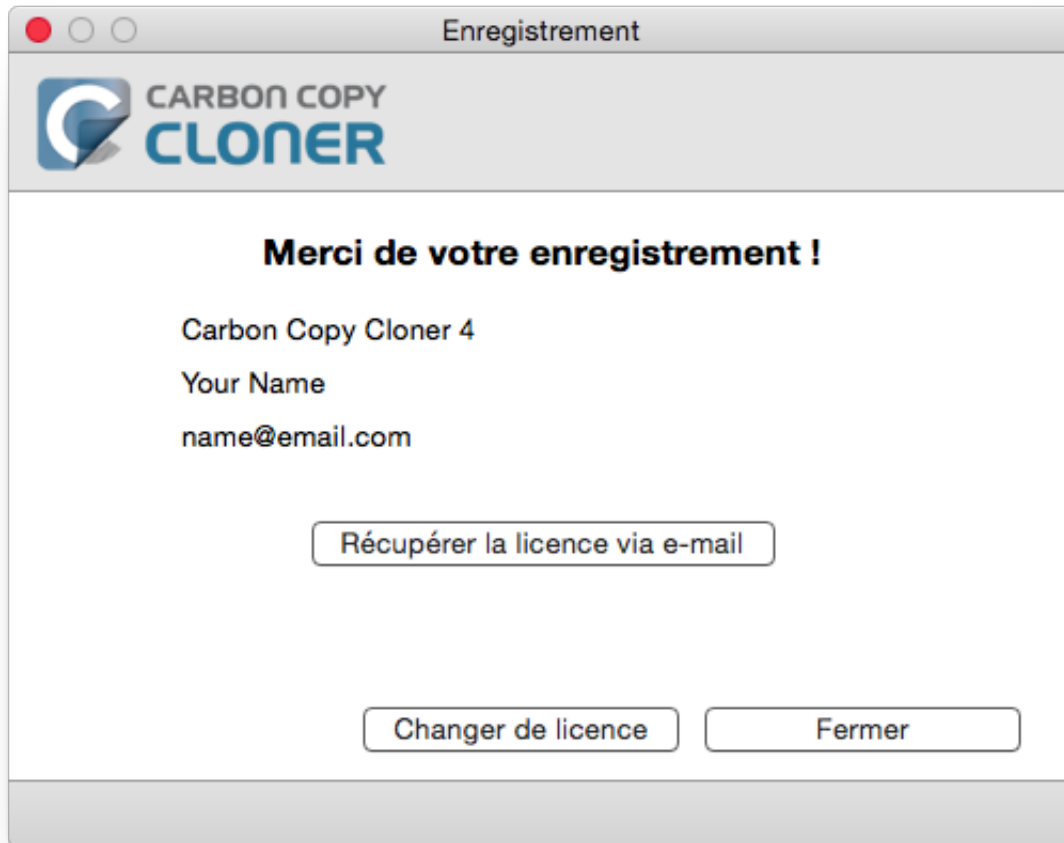 Enregistrement
CARBON COPY
CLONER
Merci de votre enregistrement !
Carbon Copy Cloner 4
Your Name
name@email.com
Récupérer la licence via e-mail
Changer de licence
Fermer